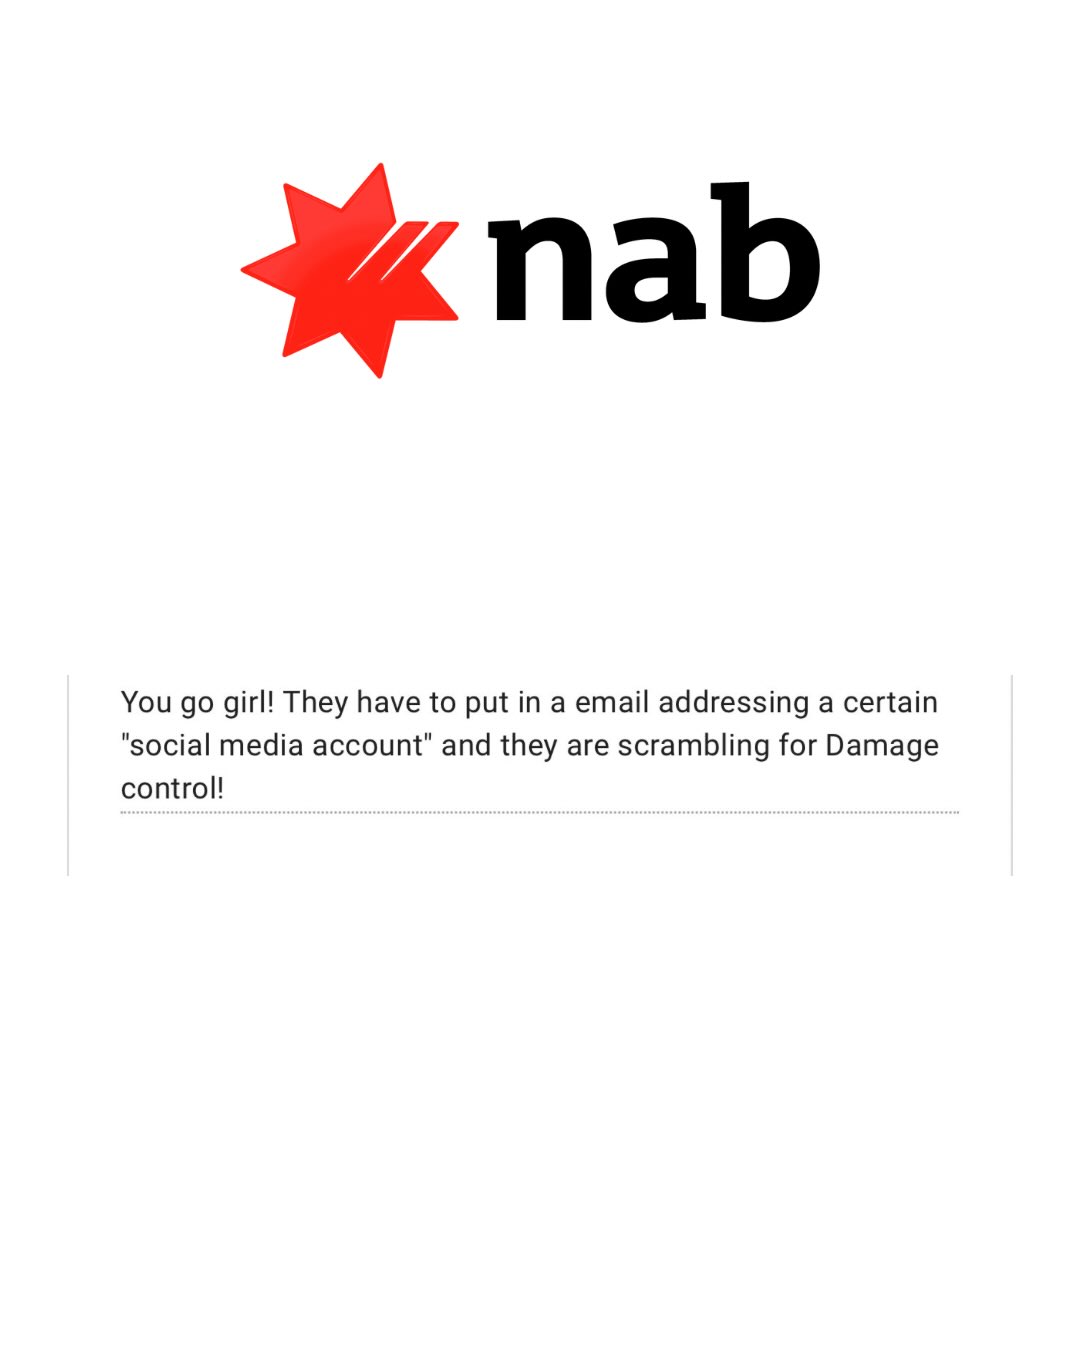 nab
You go girl! They have to put in a email addressing a certain
"social media account" and they are scrambling for Damage
control!